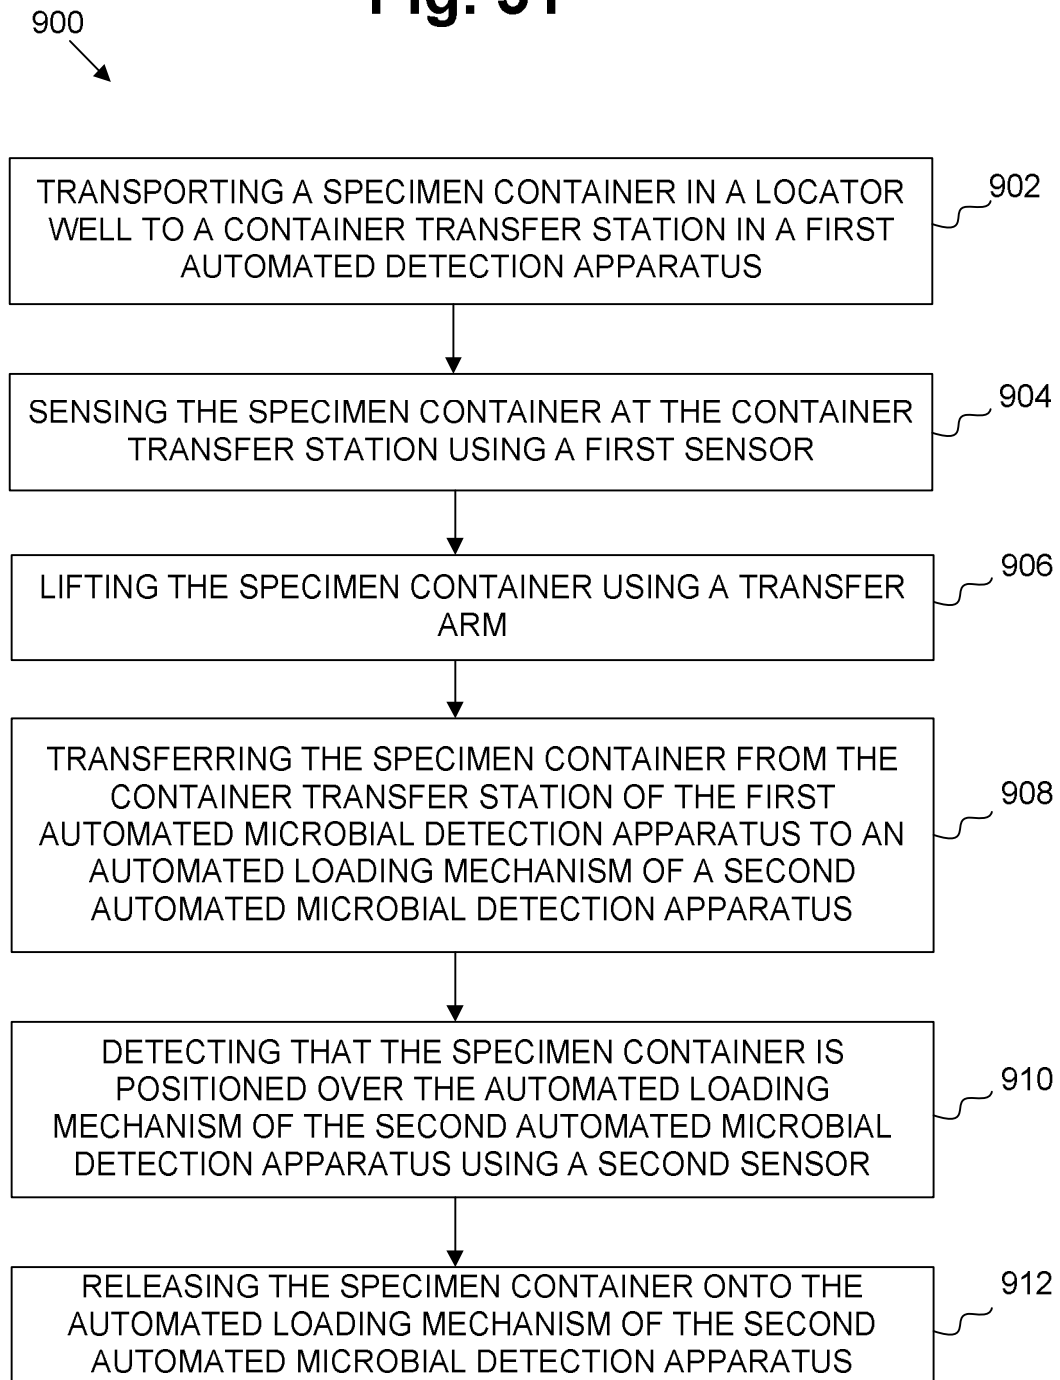 Fig. 31
900
TRANSPORTING A SPECIMEN CONTAINER IN A LOCATOR
WELL TO A CONTAINER TRANSFER STATION IN A FIRST
AUTOMATED DETECTION APPARATUS
902
SENSING THE SPECIMEN CONTAINER AT THE CONTAINER
TRANSFER STATION USING A FIRST SENSOR
904
LIFTING THE SPECIMEN CONTAINER USING A TRANSFER
ARM
906
TRANSFERRING THE SPECIMEN CONTAINER FROM THE
CONTAINER TRANSFER STATION OF THE FIRST
AUTOMATED MICROBIAL DETECTION APPARATUS TO AN
AUTOMATED LOADING MECHANISM OF A SECOND
AUTOMATED MICROBIAL DETECTION APPARATUS
908
DETECTING THAT THE SPECIMEN CONTAINER IS
POSITIONED OVER THE AUTOMATED LOADING
MECHANISM OF THE SECOND AUTOMATED MICROBIAL
DETECTION APPARATUS USING A SECOND SENSOR
910
RELEASING THE SPECIMEN CONTAINER ONTO THE
AUTOMATED LOADING MECHANISM OF THE SECOND
AUTOMATED MICROBIAL DETECTION APPARATUS
912